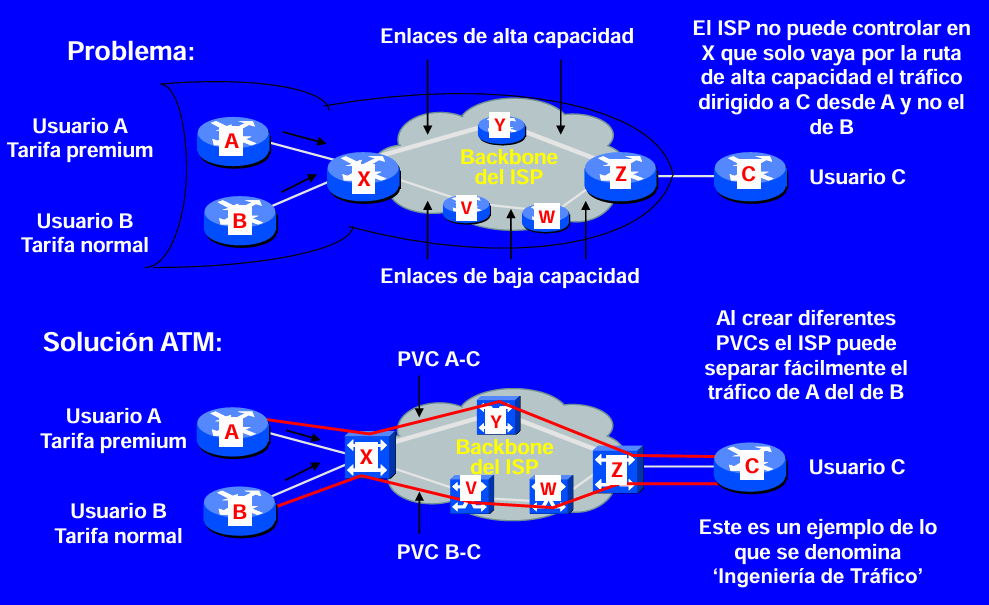 Problema:
Enlaces de alta capacidad
El ISP no puede controlar en
X que solo vaya por la ruta
de alta capacidad el tráfico
dirigido a C desde A y no el
de B
Usuario A
Tarifa premium
A
Y
Backbone
del ISP
X
Z
C
Usuario C
Usuario B
Tarifa normal
B
V
W
Enlaces de baja capacidad
Solución ATM:
Al crear diferentes
PVCs el ISP puede
separar fácilmente el
tráfico de A del de B
PVC A-C
Usuario A
Tarifa premium
A
Y
Backbone
del ISP
X
Z
C
Usuario C
V
W
Usuario B
Tarifa normal
B
PVC B-C
Este es un ejemplo de lo
que se denomina
‘Ingeniería de Tráfico’